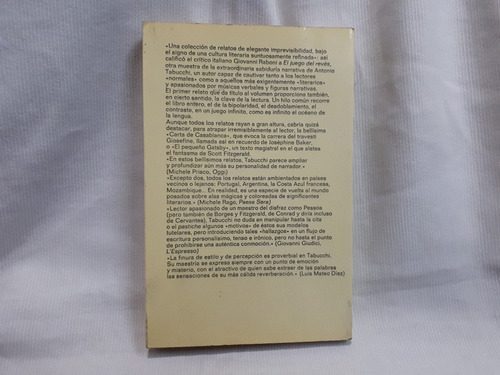 «Una colección de relatos de elegante imprevisibilidad, bajo
el signo de una cultura literaria suntuosamente refinada»: así
calificó el crítico italiano Giovanni Raboni a El juego del revés,
otra muestra de la extraordinaria sabiduría narrativa de Antonio
Tabucchi, un autor capaz de cautivar tanto a los lectores
«normales» como a aquellos más exigentemente «literarios»
y apasionados por músicas verbales y figuras narrativas.
El primer relato que da título al volumen proporciona también,
en cierto sentido, la clave de la lectura. Un hilo común recorre
el libro entero, el de la bipolaridad, el desdoblamiento, el
contraste, en un juego infinito, como es infinito el océano de
la lengua.
Aunque todos los relatos rayan a gran altura, cabría quizá
destacar, para atrapar irremisiblemente al lector, la bellísima
«Carta de Casablanca», que evoca la carrera del travestí
Giosefine, llamada así en recuerdo de Joséphine Baker,
o «El pequeño Gatsby», un texto magistral en el que aletea
el fantasma de Scott Fitzgerald.
«En estos bellísimos relatos, Tabucchi parece ampliar
y profundizar aún más su personalidad de narrador.»
(Michele Prisco, Oggi)
«Excepto dos, todos los relatos están ambientados en países
vecinos o lejanos: Portugal, Argentina, la Costa Azul francesa,
Mozambique... En realidad, es una especie de vuelta al mundo
posible sobre alas mágicas y coloreadas de significantes
literarios.» (Michele Rago, Paese Sera)
«Lector apasionado de un maestro del disfraz como Pessoa
(pero también de Borges y Fitzgerald, de Conrad y diría incluso
de Cervantes), Tabucchi no duda en manipular hasta la cita
o el pastiche algunos «motivos» de éstos sus modelos
tutelares, pero introduciendo tales «hallazgos» en un flujo de
escritura personalísimo, terso e irónico, pero no hasta el punto de
prohibirse una auténtica conmoción.» (Giovanni Giudici,
L'Espresso)
«La finura de estilo y de percepción es proverbial en Tabucchi.
Su maestría se expresa siempre con un punto de emoción
y misterio, con el atractivo de quien sabe extraer de las palabras
las sensaciones de su más cálida reverberación.» (Luis Mateo Díez)